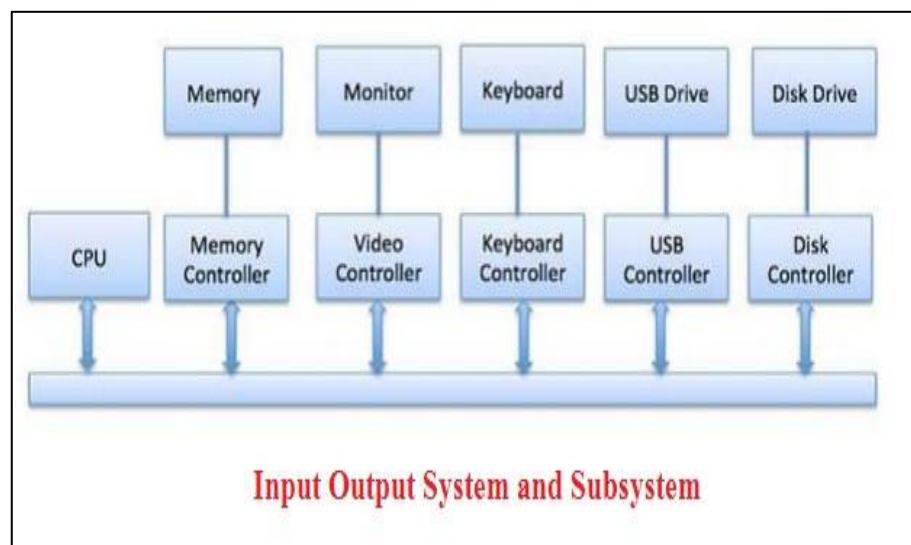 Memory
Monitor
Keyboard
USB Drive
Disk Drive
CPU
Memory
Controller
Video
Controller
Keyboard
Controller
USB
Controller
Disk
Controller
Input Output System and Subsystem